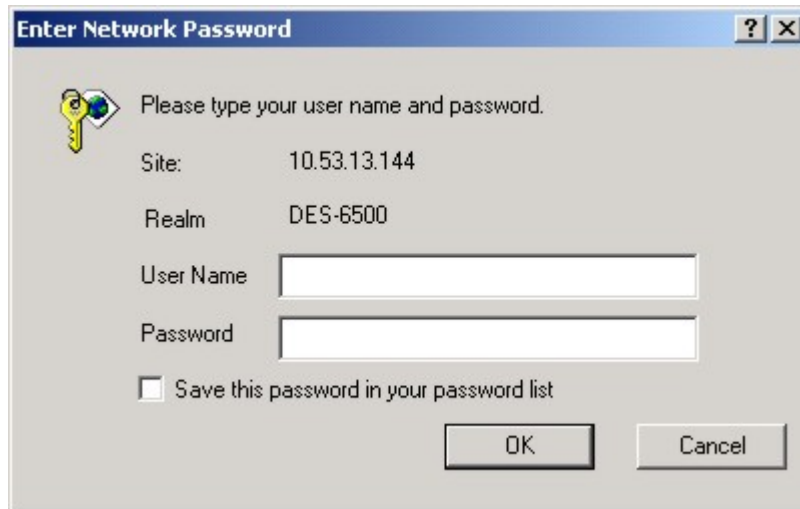 Enter Network Password
Please type your user name and password.
Site: 10.53.13.144
Realm DES-6500
User Name
Password
Save this password in your password list
OK Cancel